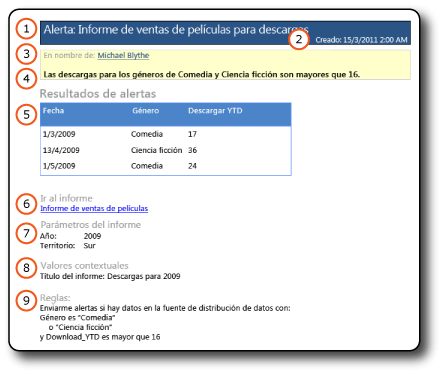 1 Alerta: Informe de ventas de películas para descargas
2 Creado: 15/3/2011 2:00 AM
3 En nombre de: Michael Blythe
4 Las descargas para los géneros de Comedia y Ciencia ficción son mayores que 16.
Resultados de alertas
5 Fecha Género Descargar YTD
1/3/2009 Comedia 17
13/4/2009 Ciencia ficción 36
1/5/2009 Comedia 24
6 Ir al informe
Informe de ventas de películas
7 Parámetros del informe
Año: 2009
Territorio: Sur
8 Valores contextuales
Título del informe: Descargas para 2009
9 Reglas:
Enviarme alertas si hay datos en la fuente de distribución de datos con:
Género es "Comedia"
o "Ciencia ficción"
y Download_YTD es mayor que 16